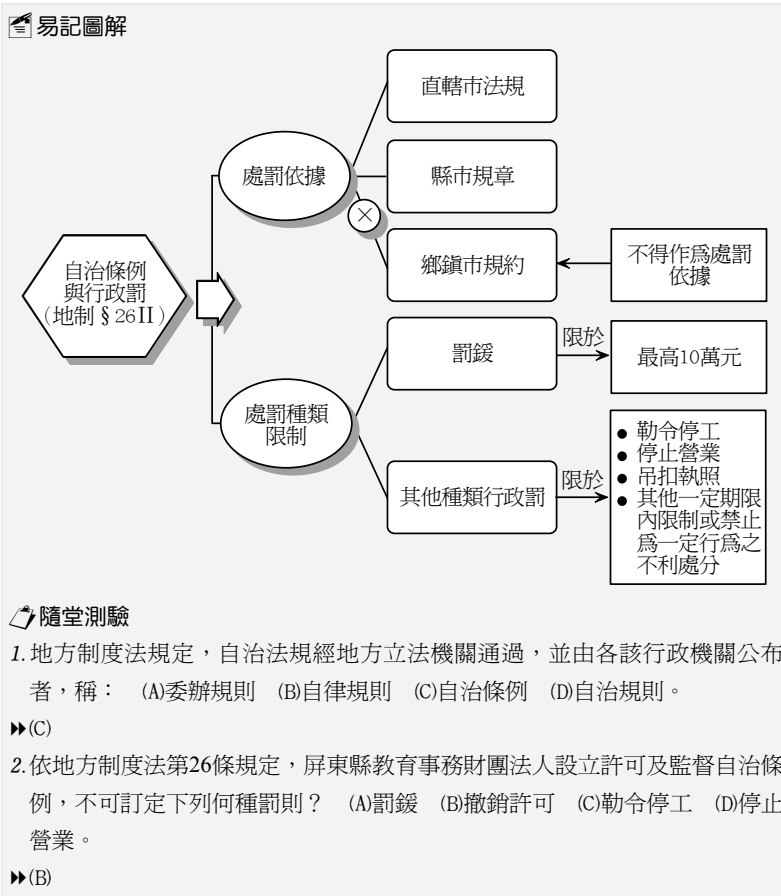 易記圖解
直轄市法規
處罰依據
縣市規章
×
鄉鎮市規約
不得作為處罰
依據
自治條例
與行政罰
(地制§26II)
罰鍰
限於
最高10萬元
處罰種類
限制
其他種類行政罰
限於
● 勒令停工
● 停止營業
● 吊扣執照
● 其他一定期限
內限制或禁止
為一定行為之
不利處分
隨堂測驗
1.地方制度法規定,自治法規經地方立法機關通過,並由各該行政機關公布
者,稱: (A)委辦規則 (B)自律規則 (C)自治條例 (D)自治規則。
(C)
2.依地方制度法第26條規定,屏東縣教育事務財團法人設立許可及監督自治條
例,不可訂定下列何種罰則? (A)罰鍰 (B)撤銷許可 (C)勒令停工 (D)停止
營業。
(B)